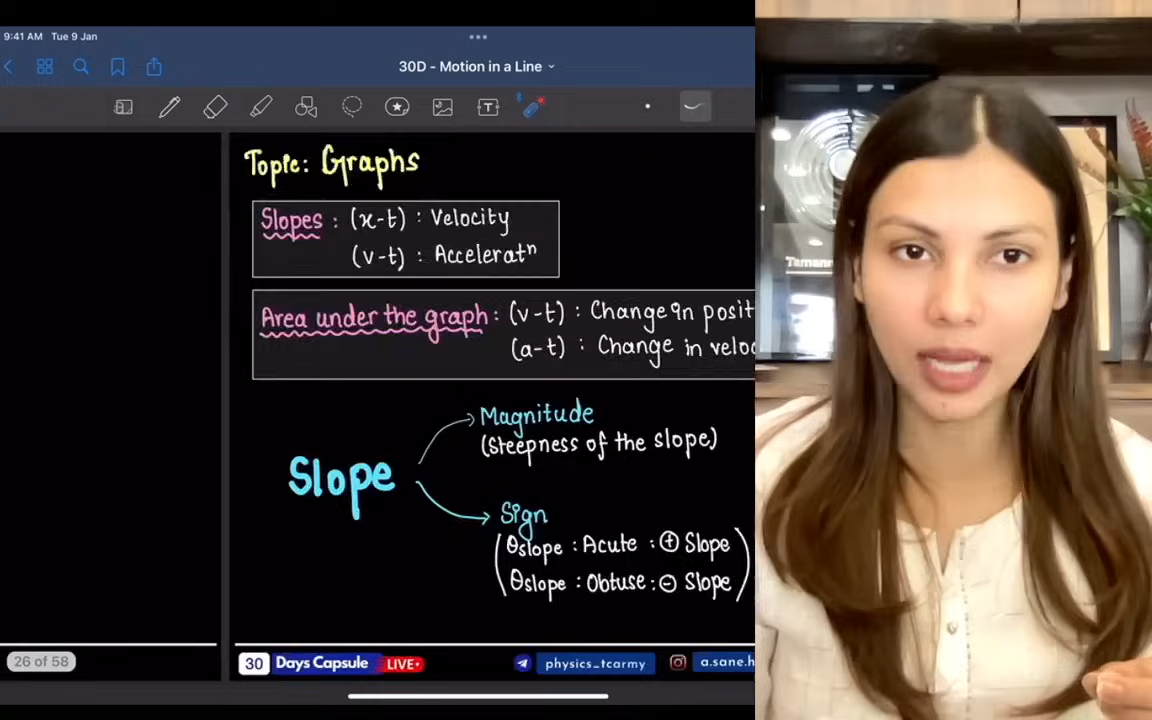 9:41 AM Tue 9 Jan
30D - Motion in a Line
Topic: Graphs
Slopes : (x-t) : Velocity
(v-t) : Acceleratⁿ
Area under the graph : (v-t) : Change in posit
(a-t) : Change in veloc
Slope
Magnitude
(Steepness of the slope)
Sign
(θslope : Acute : ⊕ Slope
θslope : Obtuse : ⊖ Slope)
26 of 58
30 Days Capsule LIVE
physics_tcarmy
a.sane.h